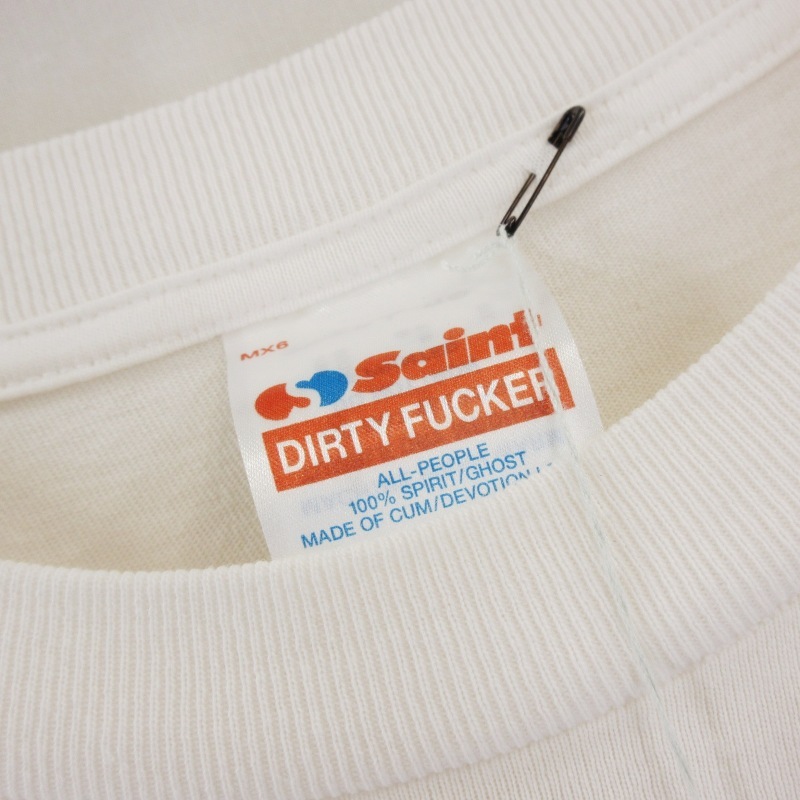 MX6
Saint
DIRTY FUCKER
ALL-PEOPLE
100% SPIRIT/GHOST
MADE OF CUM/DEVOTION